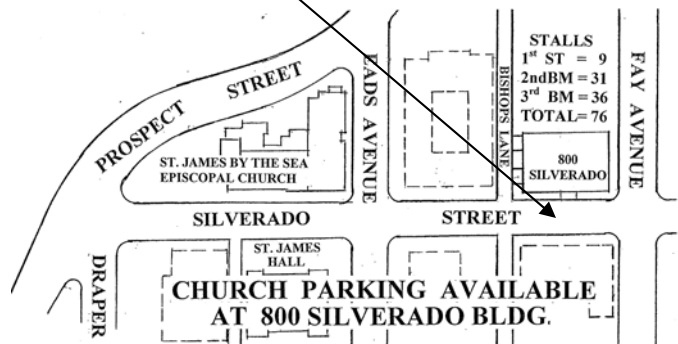 PROSPECT STREET
EADS AVENUE
BISHOPS LANE
STALLS
1st ST = 9
2ndBM = 31
3rd BM = 36
TOTAL= 76
FAY AVENUE
800
SILVERADO
ST. JAMES BY THE SEA
EPISCOPAL CHURCH
SILVERADO STREET
DRAPER
ST. JAMES
HALL
CHURCH PARKING AVAILABLE
AT 800 SILVERADO BLDG.